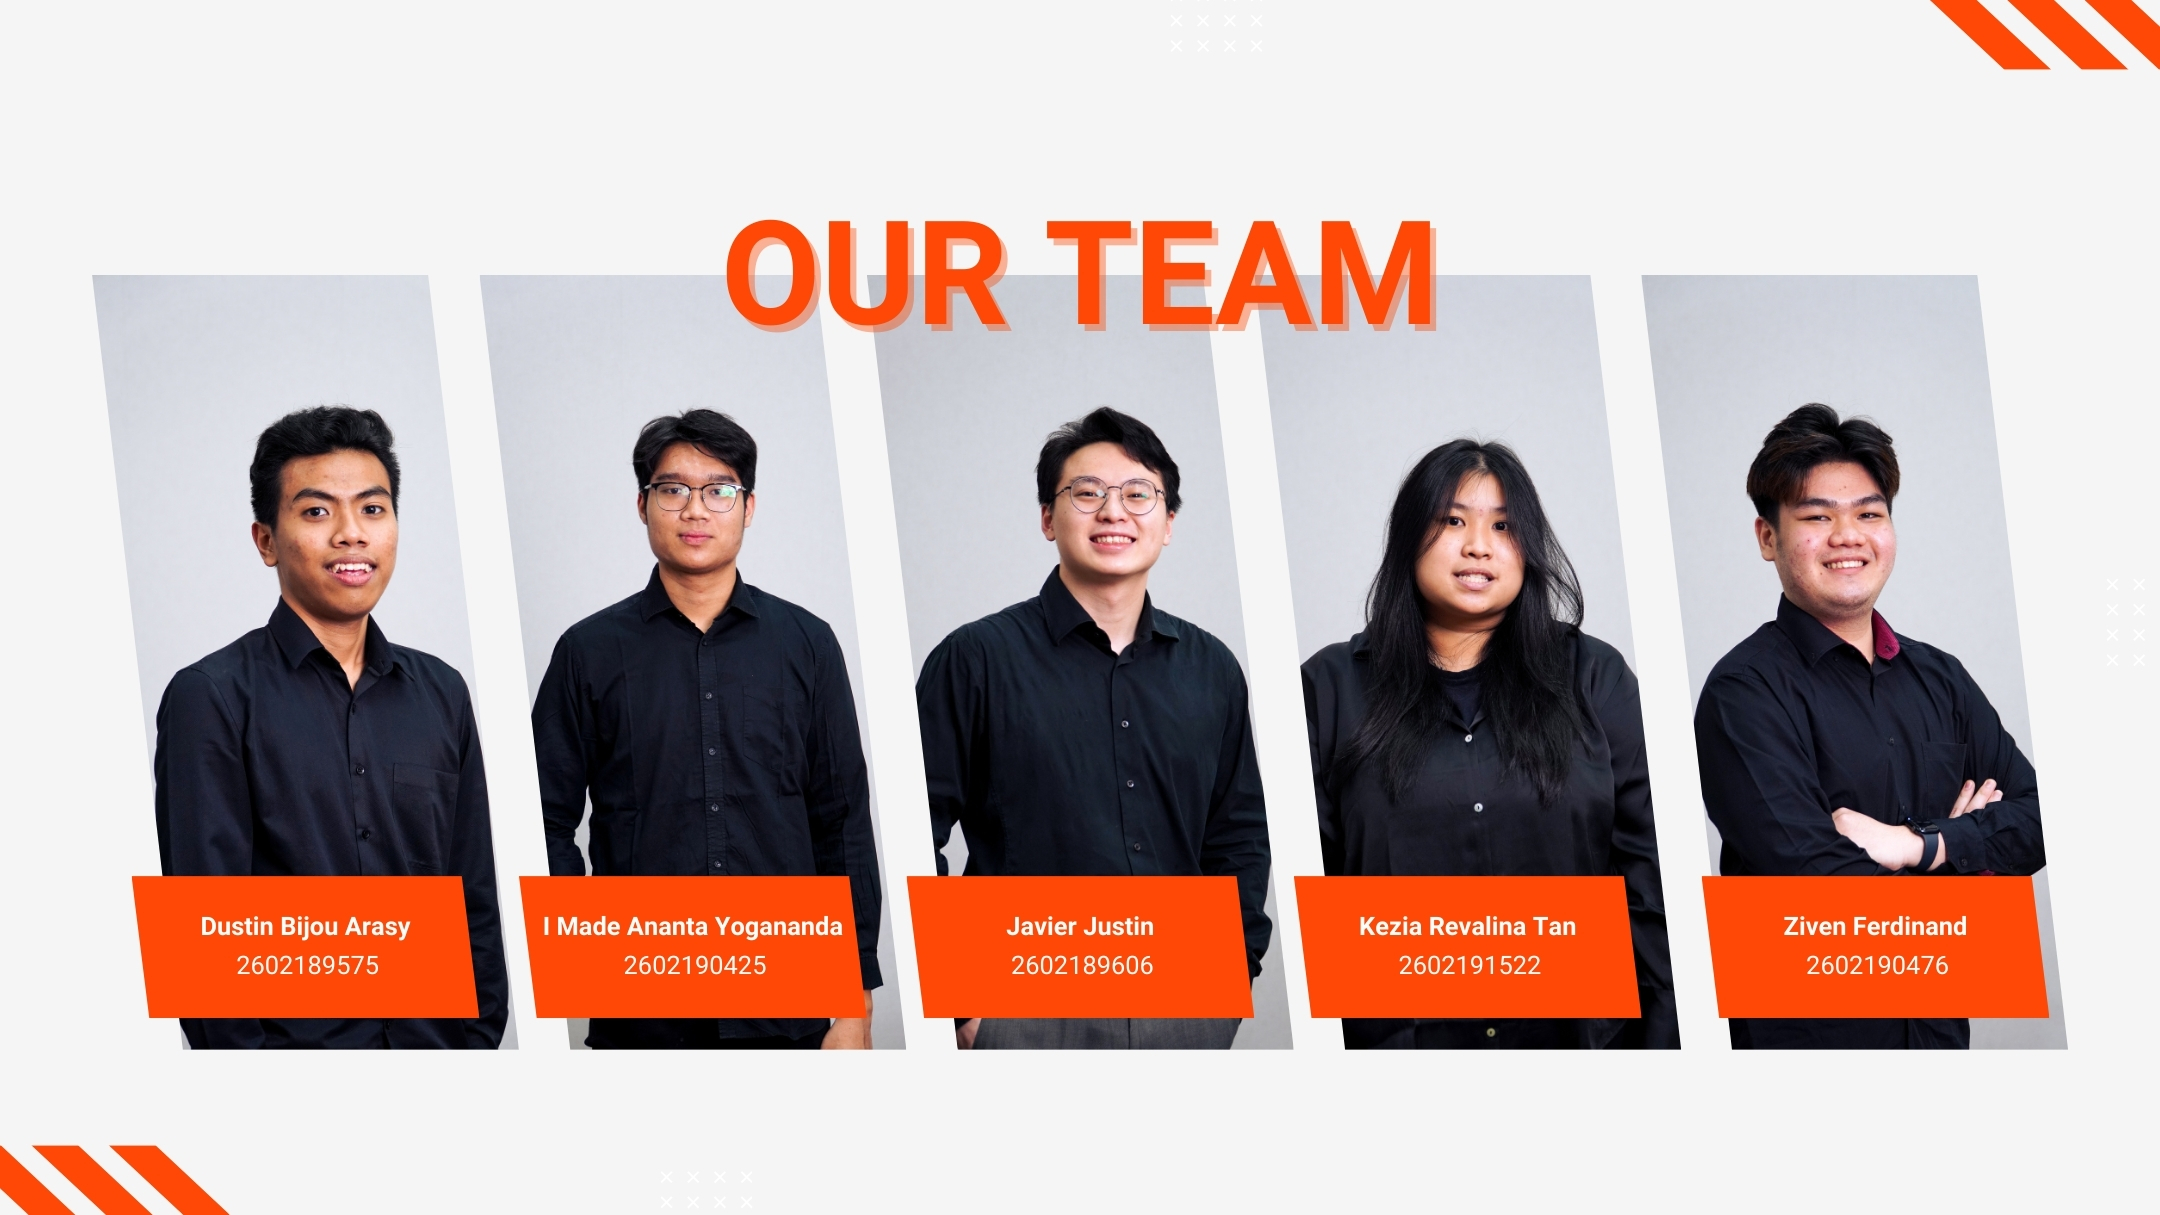 OUR TEAM
Dustin Bijou Arasy
2602189575
I Made Ananta Yogananda
2602190425
Javier Justin
2602189606
Kezia Revalina Tan
2602191522
Ziven Ferdinand
2602190476